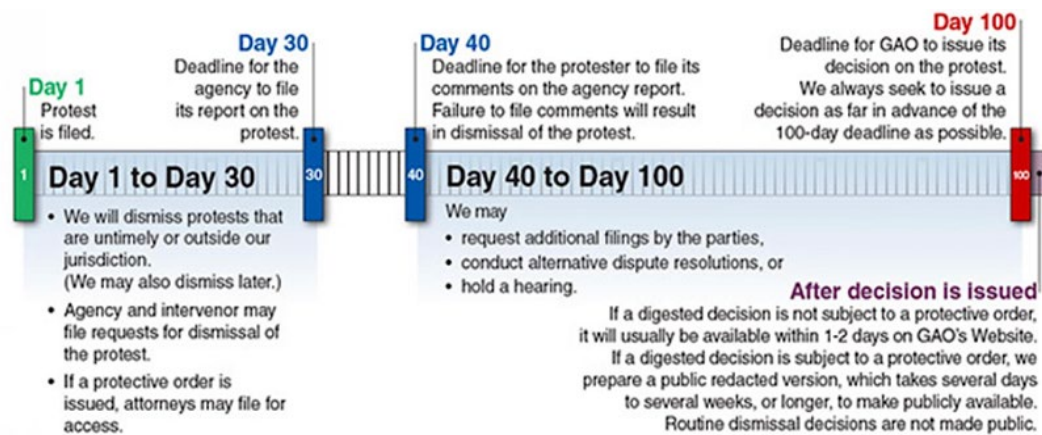 Day 1
Protest
is filed.
Day 30
Deadline for the
agency to file
its report on the
protest.
Day 40
Deadline for the protester to file its
comments on the agency report.
Failure to file comments will result
in dismissal of the protest.
Day 100
Deadline for GAO to issue its
decision on the protest.
We always seek to issue a
decision as far in advance of the
100-day deadline as possible.
1
Day 1 to Day 30
30
40
Day 40 to Day 100
100
• We will dismiss protests that
are untimely or outside our
jurisdiction.
(We may also dismiss later.)
• Agency and intervenor may
file requests for dismissal of
the protest.
• If a protective order is
issued, attorneys may file for
access.
We may
• request additional filings by the parties,
• conduct alternative dispute resolutions, or
• hold a hearing.
After decision is issued
If a digested decision is not subject to a protective order,
it will usually be available within 1-2 days on GAO's Website.
If a digested decision is subject to a protective order, we
prepare a public redacted version, which takes several days
to several weeks, or longer, to make publicly available.
Routine dismissal decisions are not made public.